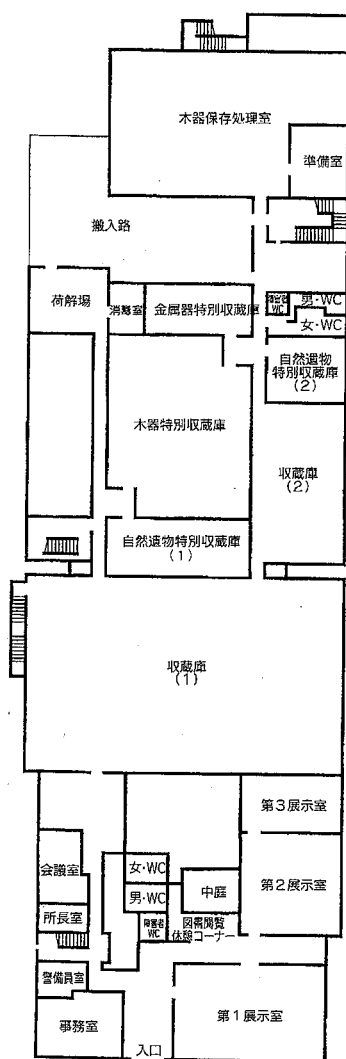 木器保存処理室
準備室
搬入路
荷解場
消毒室
金属器特別収蔵庫
障害者
WC
男・WC
女・WC
自然遺物
特別収蔵庫
(2)
木器特別収蔵庫
収蔵庫
(2)
自然遺物特別収蔵庫
(1)
収蔵庫
(1)
第3展示室
会議室
女・WC
中庭
第2展示室
男・WC
所長室
障害者
WC
図書閲覧
休憩コーナー
警備員室
事務室
第1展示室
入口